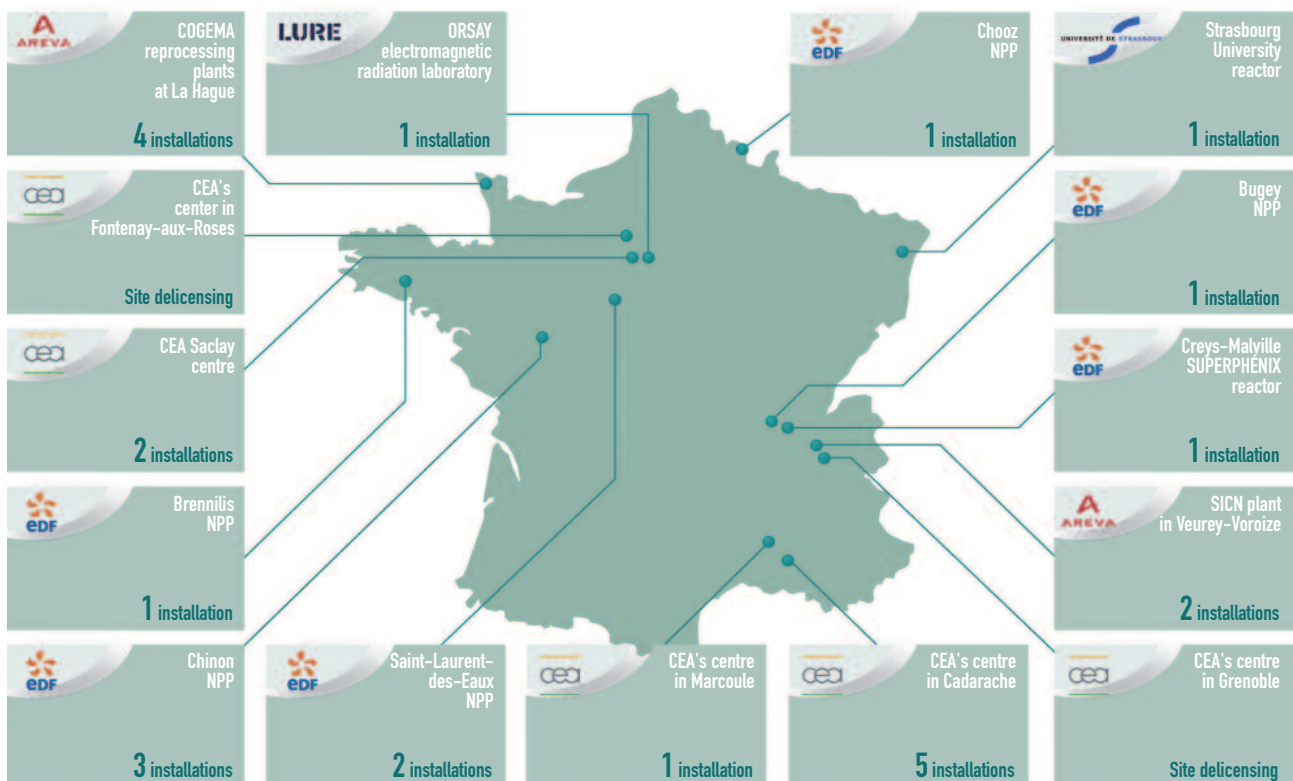 AREVA
COGEMA
reprocessing
plants
at La Hague
4 installations
LURE
ORSAY
electromagnetic
radiation laboratory
1 installation
eDF
Chooz
NPP
1 installation
UNIVERSITÉ DE STRASBOURG
Strasbourg
University
reactor
1 installation
cea
CEA's
center in
Fontenay-aux-Roses
Site delicensing
eDF
Bugey
NPP
1 installation
cea
CEA Saclay
centre
2 installations
eDF
Creys-Malville
SUPERPHÉNIX
reactor
1 installation
eDF
Brennilis
NPP
1 installation
AREVA
SICN plant
in Veurey-Voroize
2 installations
eDF
Chinon
NPP
3 installations
eDF
Saint-Laurent-
des-Eaux
NPP
2 installations
cea
CEA's centre
in Marcoule
1 installation
cea
CEA's centre
in Cadarache
5 installations
cea
CEA's centre
in Grenoble
Site delicensing